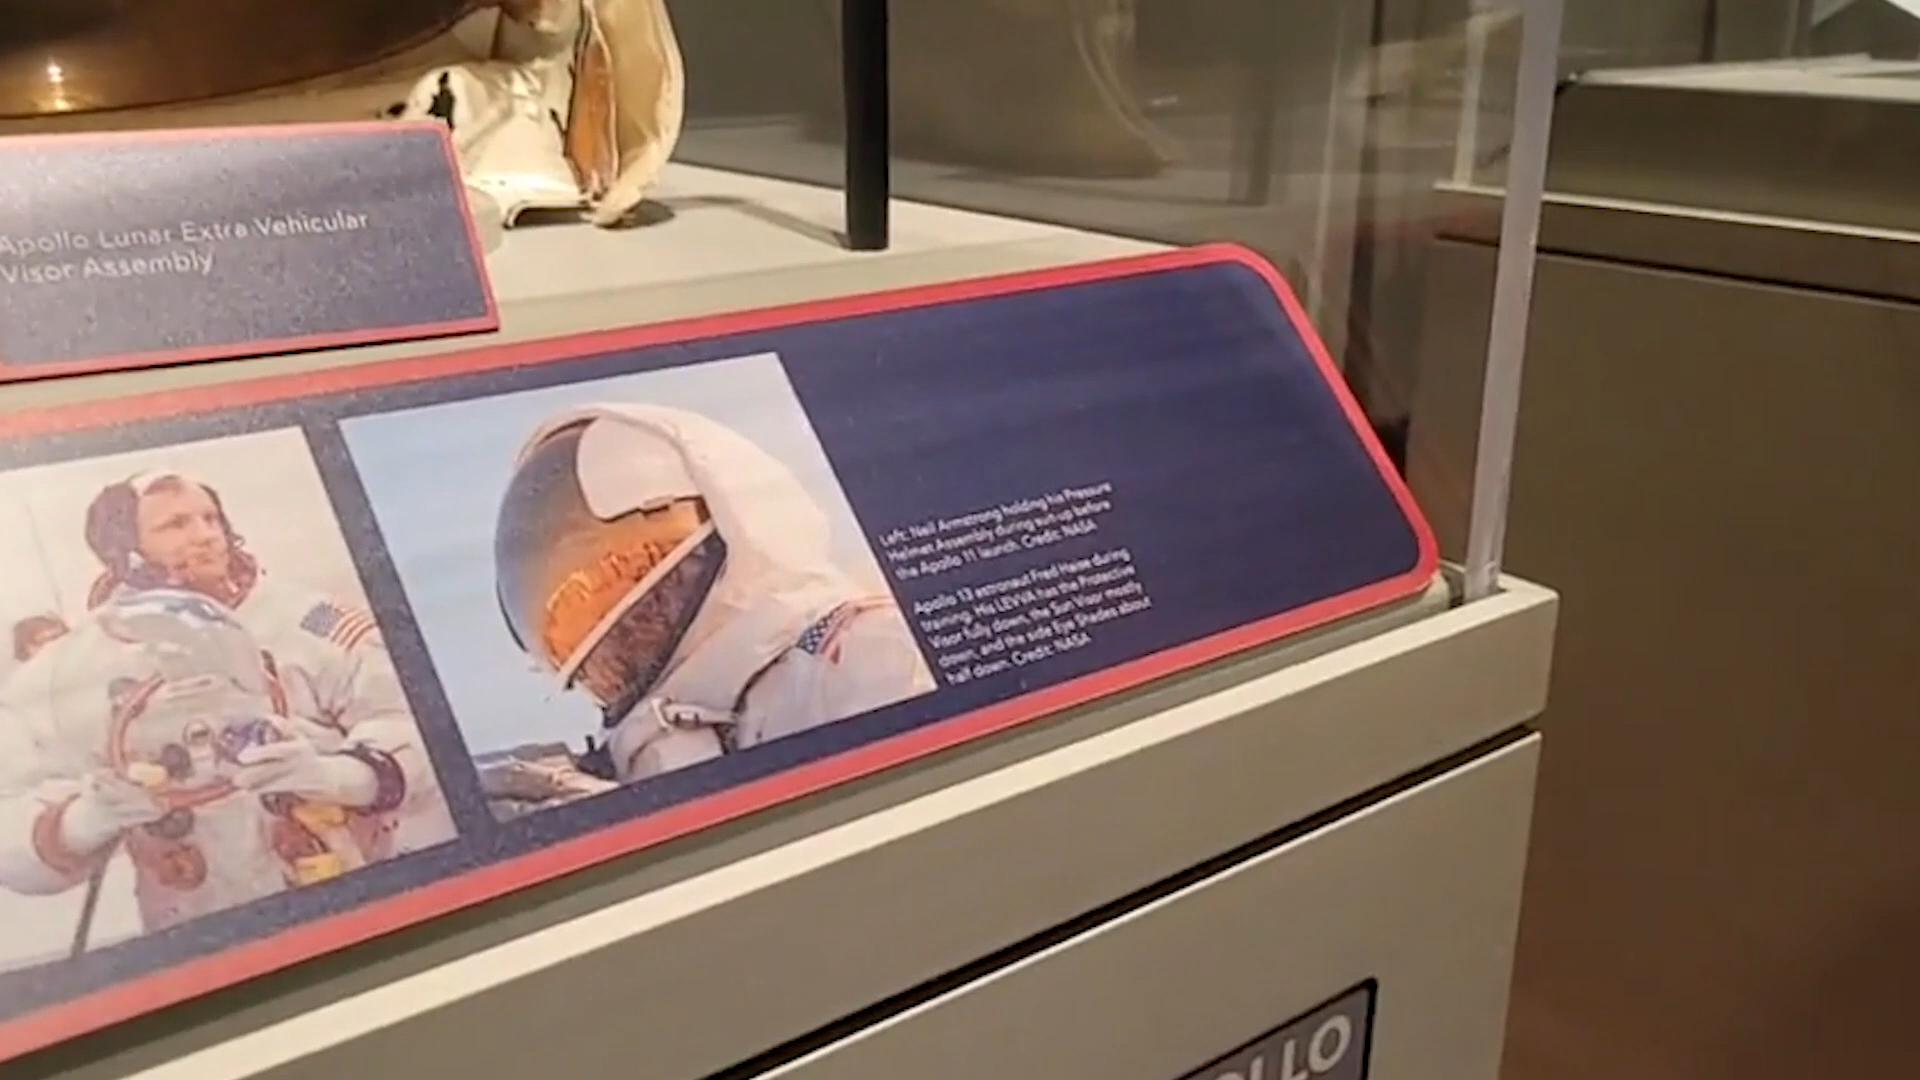 Apollo Lunar Extra Vehicular
Visor Assembly
Left: Neil Armstrong holding his Pressure
Helmet Assembly during suit-up before
the Apollo 11 launch. Credit: NASA
Apollo 13 astronaut Fred Haise during
training. His LEVVA has the Protective
Visor fully down, the Sun Visor mostly
down, and the side Eye Shades about
half down. Credit: NASA
OLLO